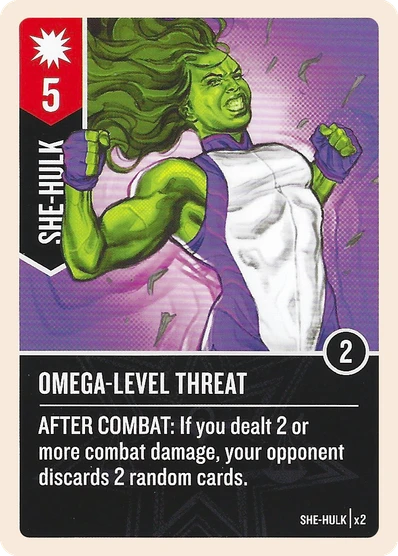 5
SHE-HULK
2
OMEGA-LEVEL THREAT
AFTER COMBAT: If you dealt 2 or
more combat damage, your opponent
discards 2 random cards.
SHE-HULK | x2